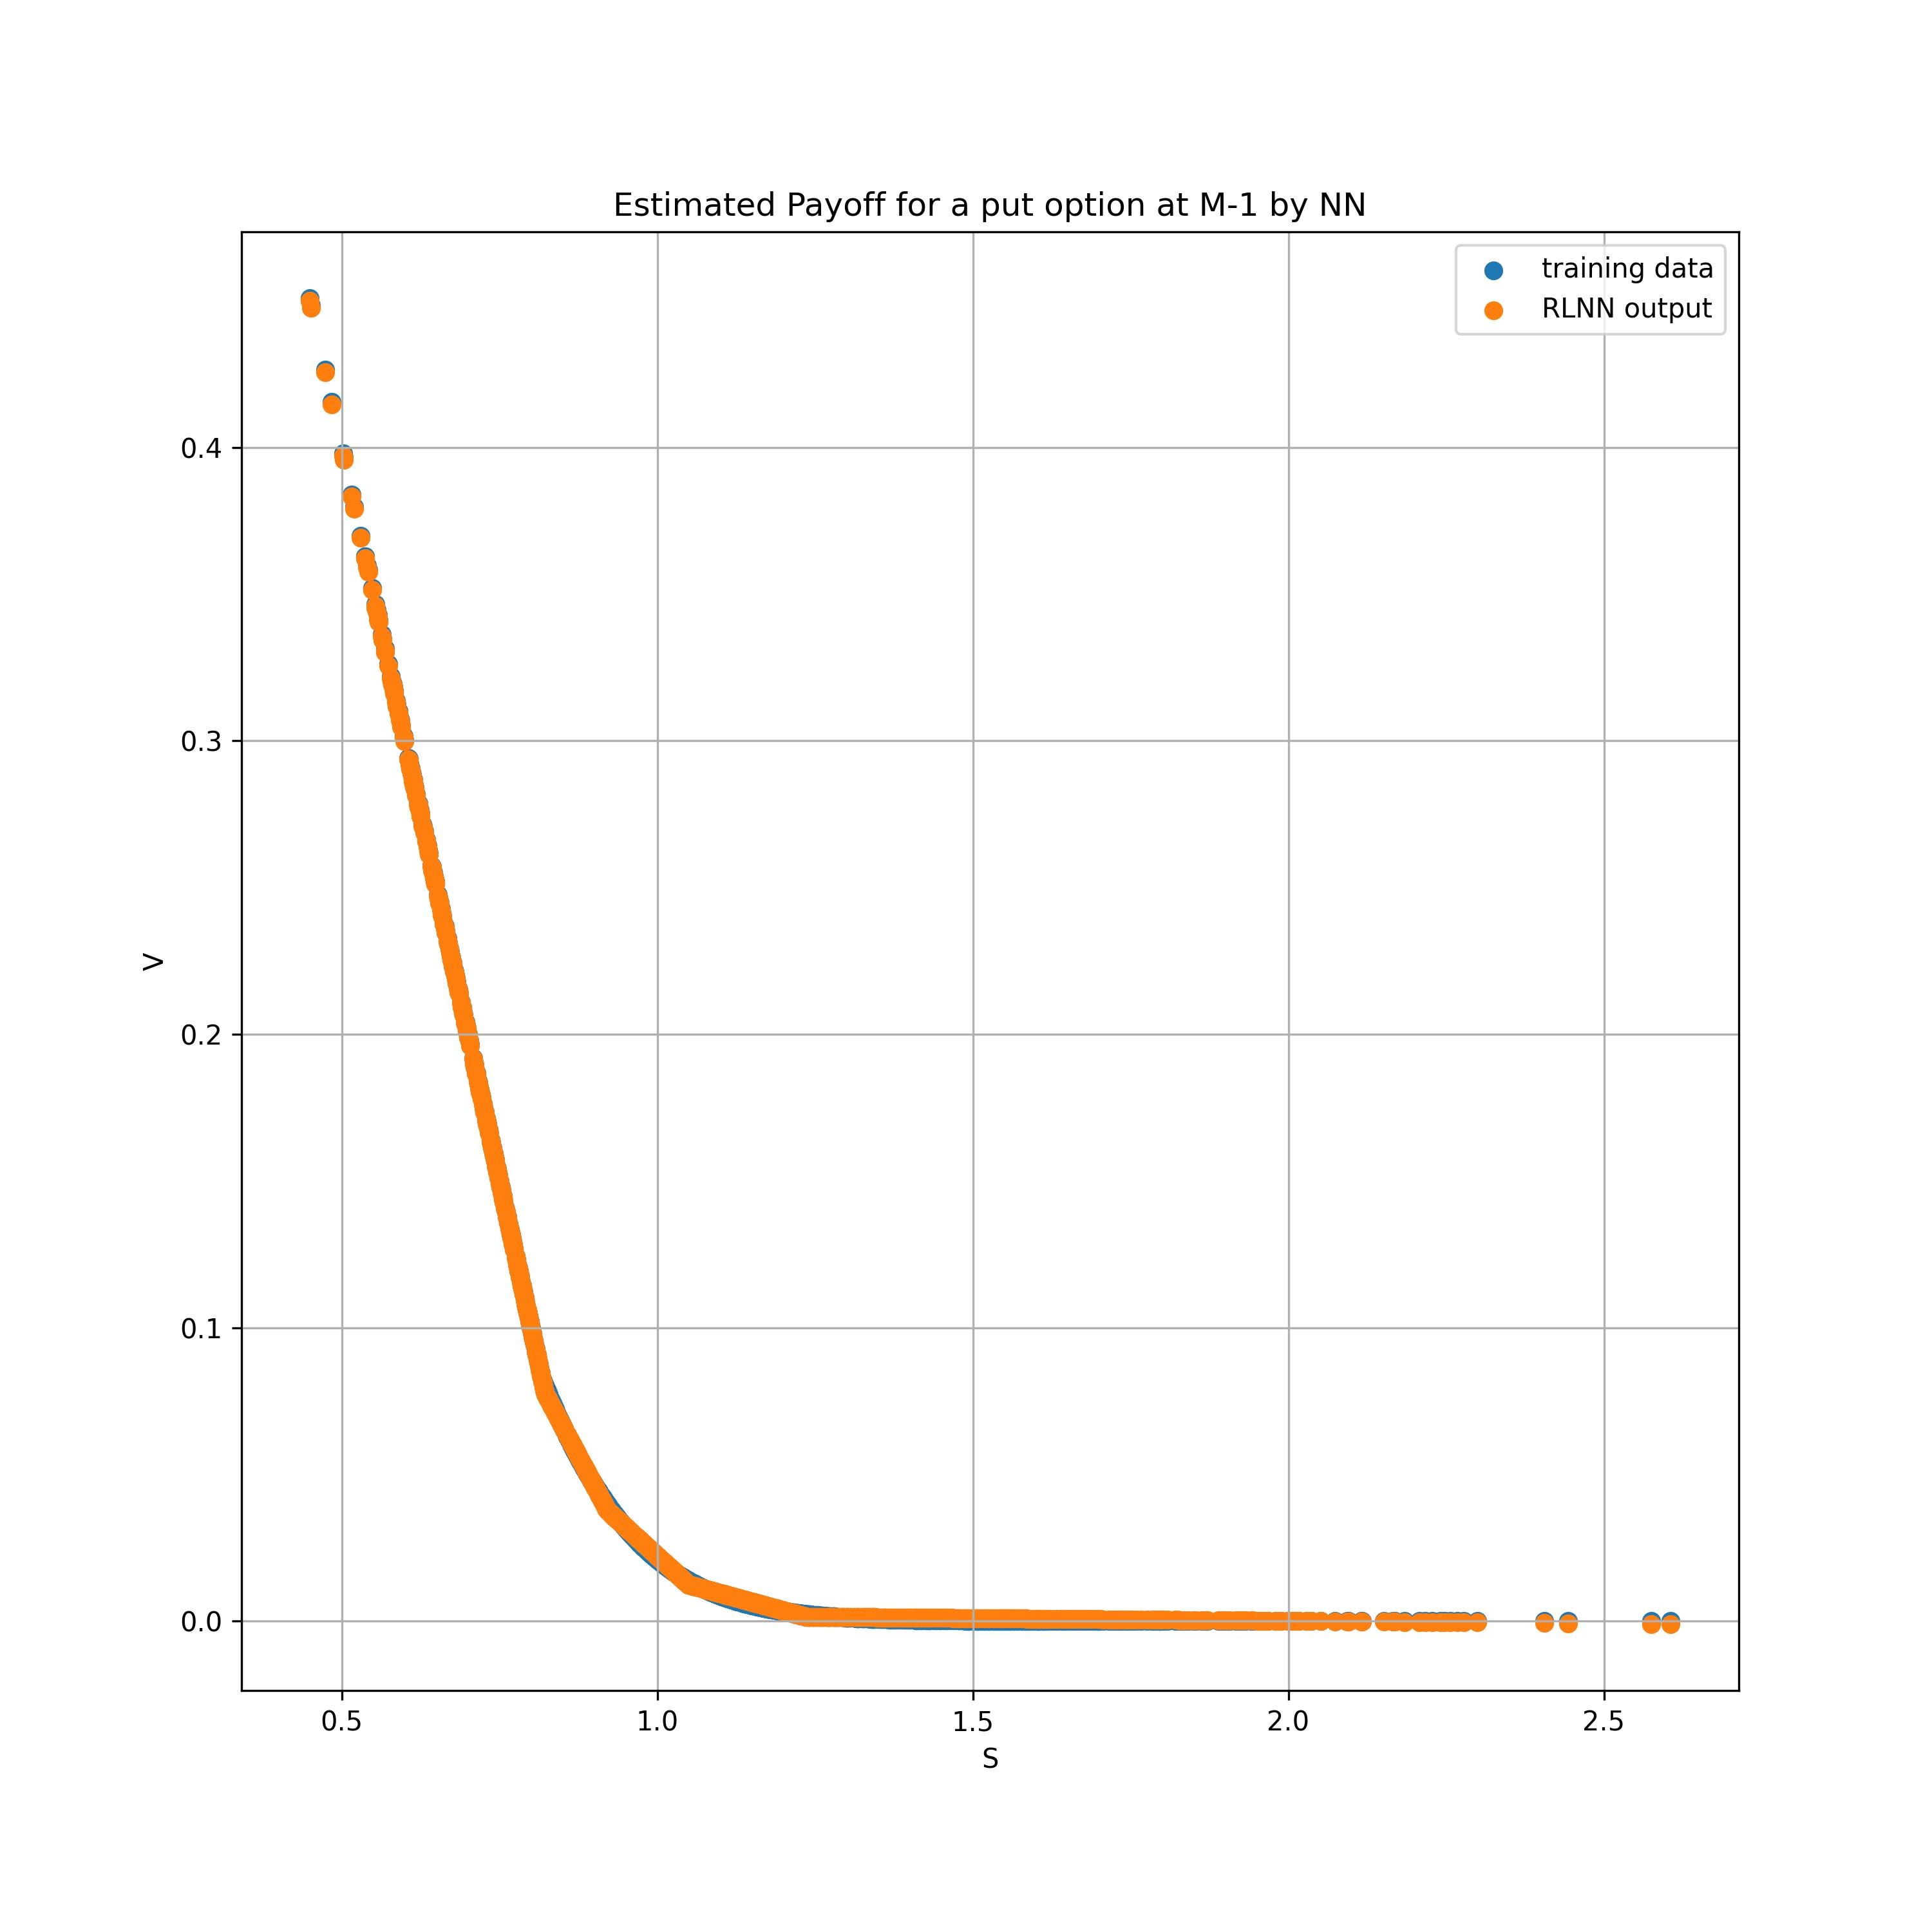 Estimated Payoff for a put option at M-1 by NN
training data
RLNN output
0.4
0.3
0.2
0.1
0.0
V
0.5 1.0 1.5 2.0 2.5
S